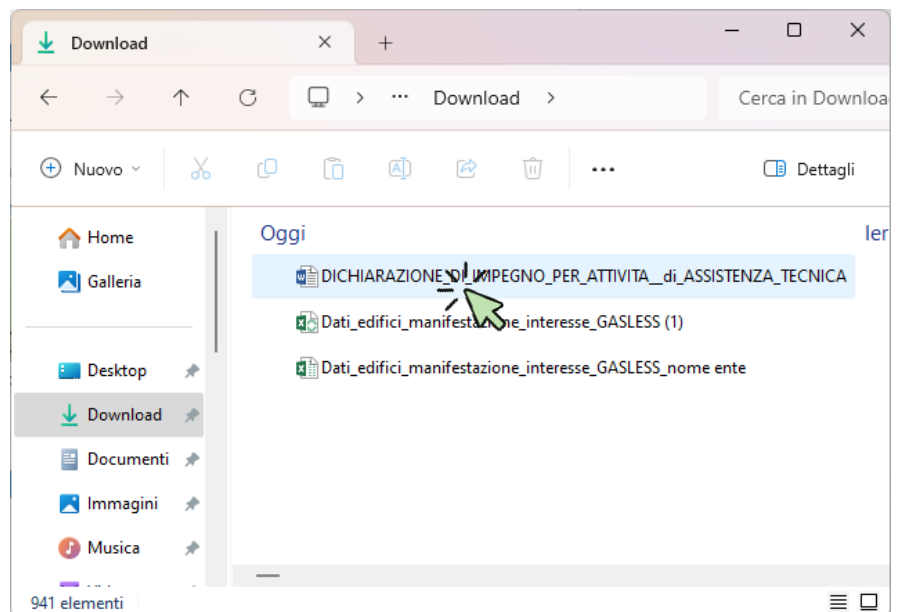 Download
Download
Cerca in Downloa
Nuovo
Dettagli
Home
Galleria
Desktop
Download
Documenti
Immagini
Musica
Oggi
Ier
DICHIARAZIONE_DI_IMPEGNO_PER_ATTIVITA__di_ASSISTENZA_TECNICA
Dati_edifici_manifestazione_interesse_GASLESS (1)
Dati_edifici_manifestazione_interesse_GASLESS_nome ente
941 elementi